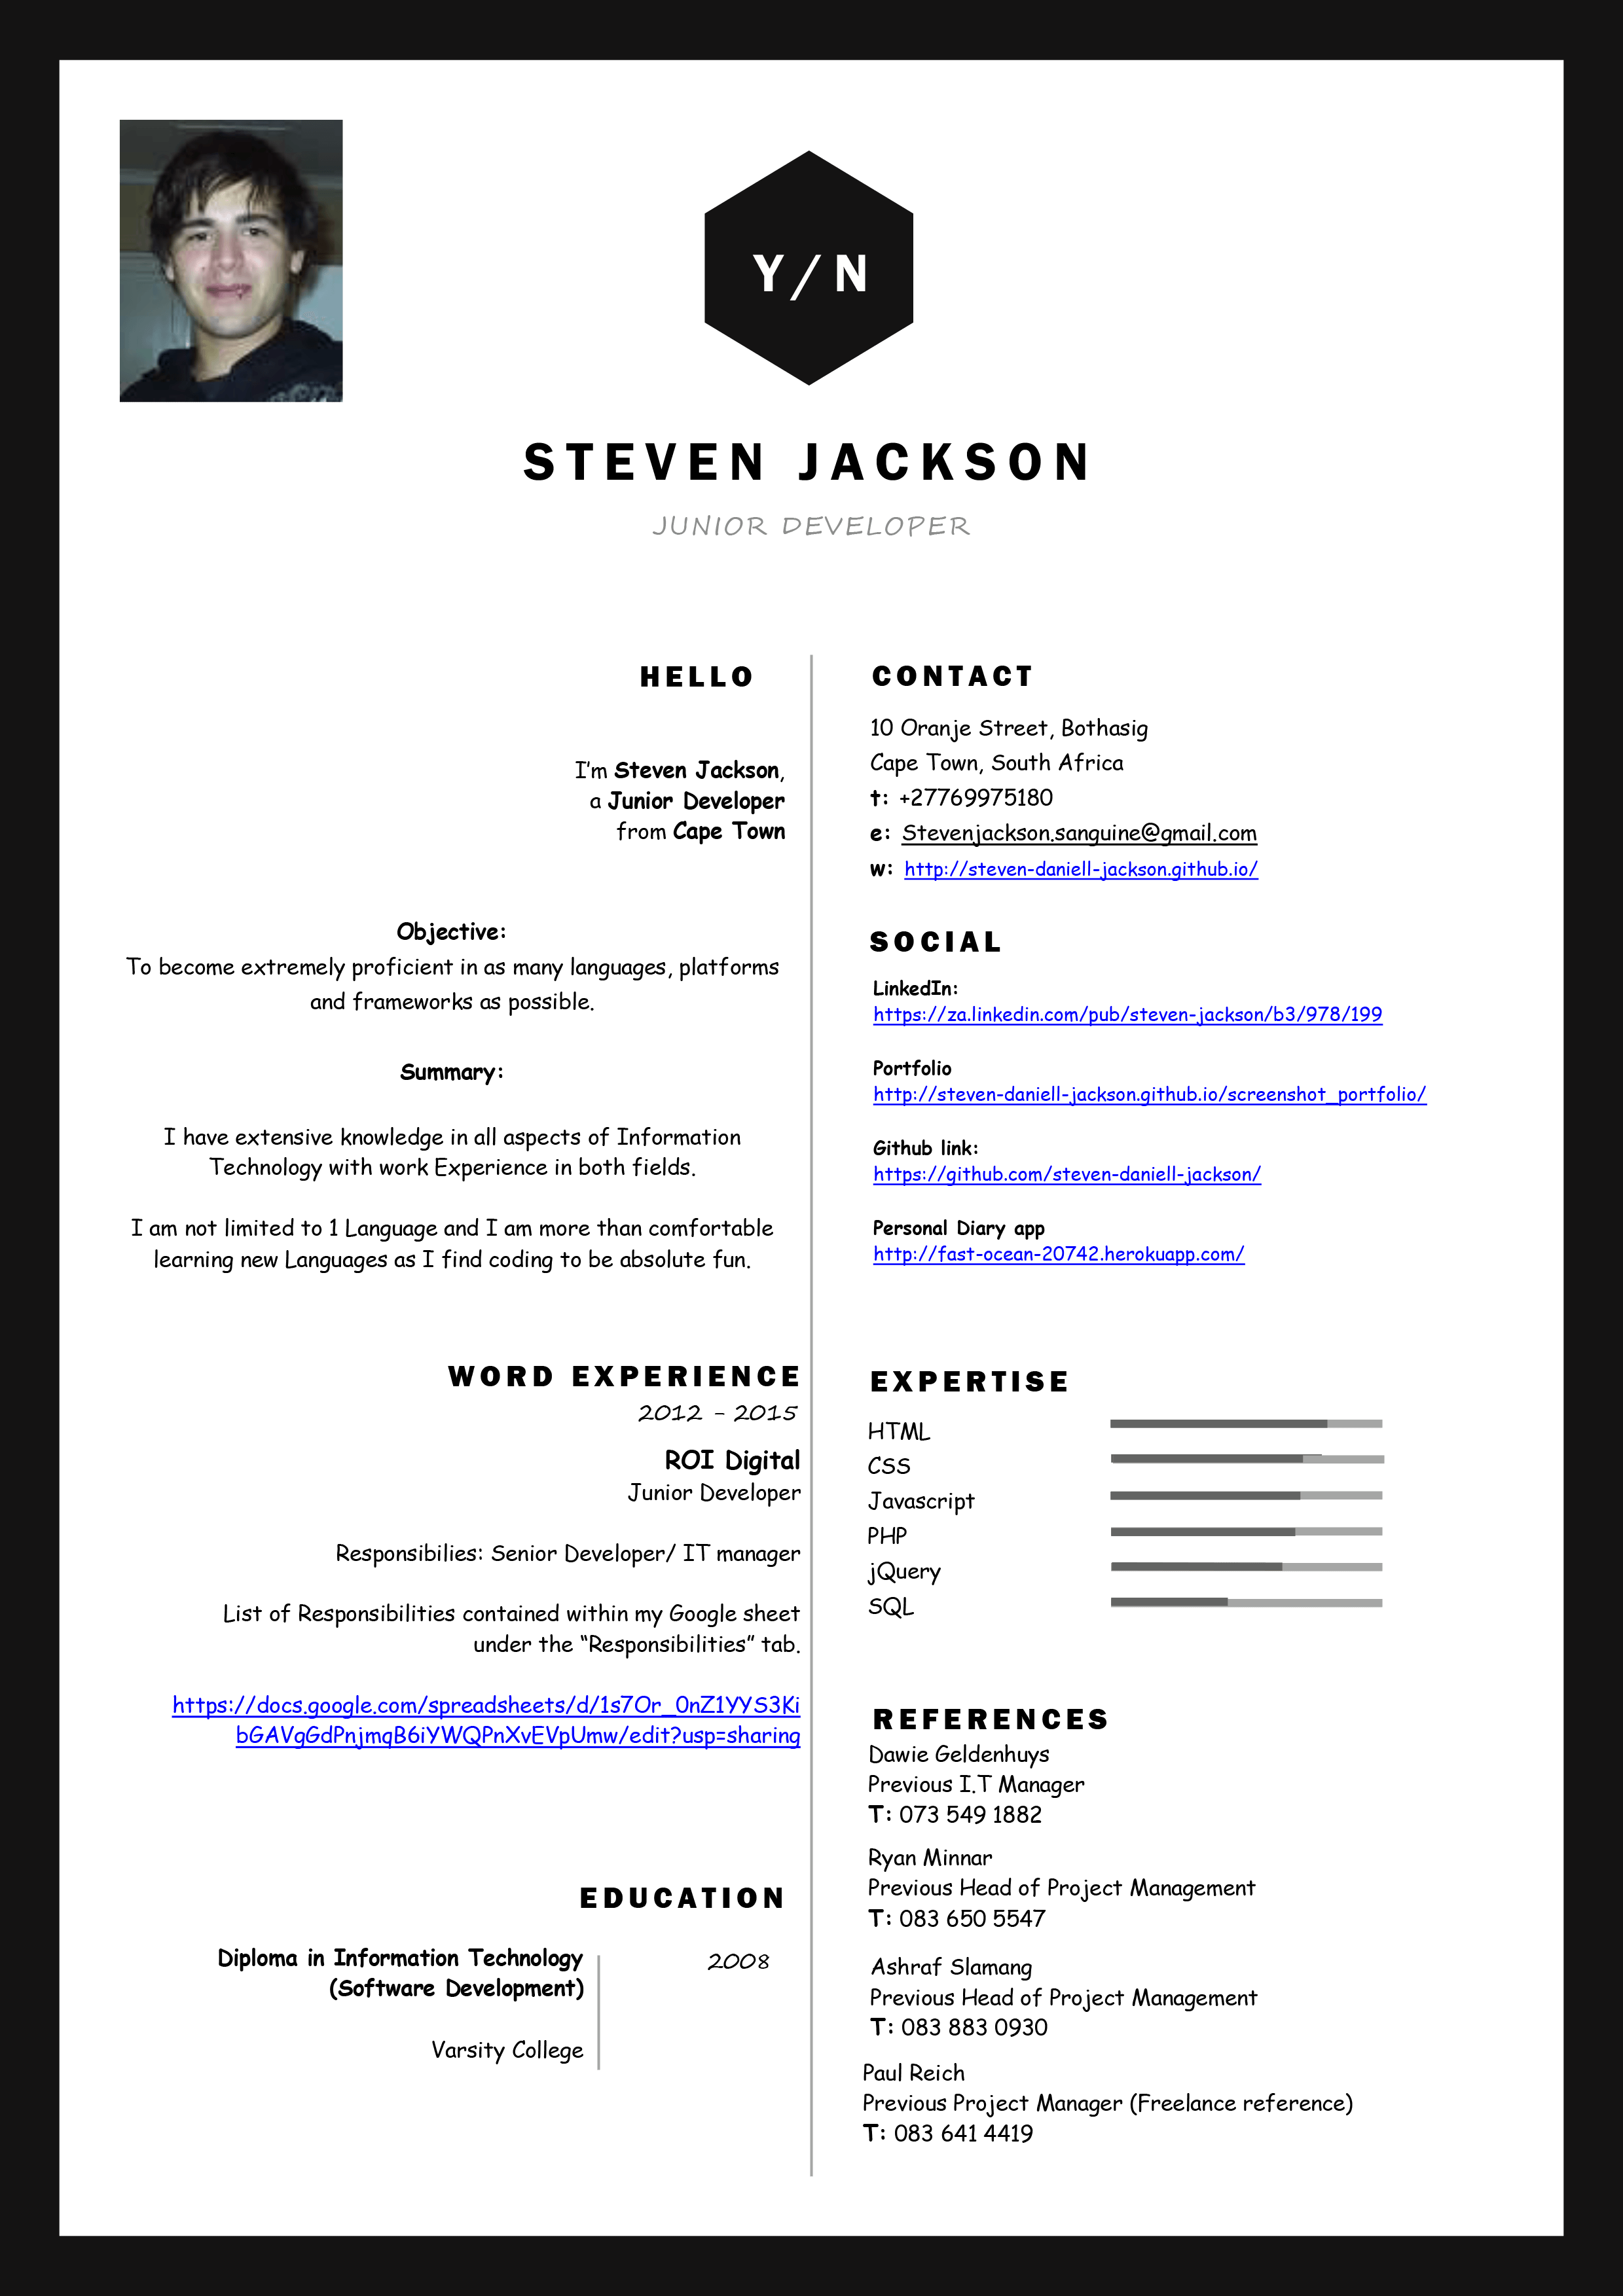 Y/N
STEVEN JACKSON
JUNIOR DEVELOPER
HELLO
I'm Steven Jackson,
a Junior Developer
from Cape Town
Objective:
To become extremely proficient in as many languages, platforms
and frameworks as possible.
Summary:
I have extensive knowledge in all aspects of Information
Technology with work Experience in both fields.
I am not limited to 1 Language and I am more than comfortable
learning new Languages as I find coding to be absolute fun.
WORD EXPERIENCE
2012 - 2015
ROI Digital
Junior Developer
Responsibilies: Senior Developer/ IT manager
List of Responsibilities contained within my Google sheet
under the “Responsibilities” tab.
https://docs.google.com/spreadsheets/d/1s7Or_0nZ1YYS3Ki
bGAVgGdPnjmqB6iYWQPnXvEVpUmw/edit?usp=sharing
EDUCATION
Diploma in Information Technology
(Software Development)
Varsity College
2008
CONTACT
10 Oranje Street, Bothasig
Cape Town, South Africa
t: +27769975180
e: Stevenjackson.sanguine@gmail.com
w: http://steven-daniell-jackson.github.io/
SOCIAL
LinkedIn:
https://za.linkedin.com/pub/steven-jackson/b3/978/199
Portfolio
http://steven-daniell-jackson.github.io/screenshot_portfolio/
Github link:
https://github.com/steven-daniell-jackson/
Personal Diary app
http://fast-ocean-20742.herokuapp.com/
EXPERTISE
HTML
CSS
Javascript
PHP
jQuery
SQL
REFERENCES
Dawie Geldenhuys
Previous I.T Manager
T: 073 549 1882
Ryan Minnar
Previous Head of Project Management
T: 083 650 5547
Ashraf Slamang
Previous Head of Project Management
T: 083 883 0930
Paul Reich
Previous Project Manager (Freelance reference)
T: 083 641 4419